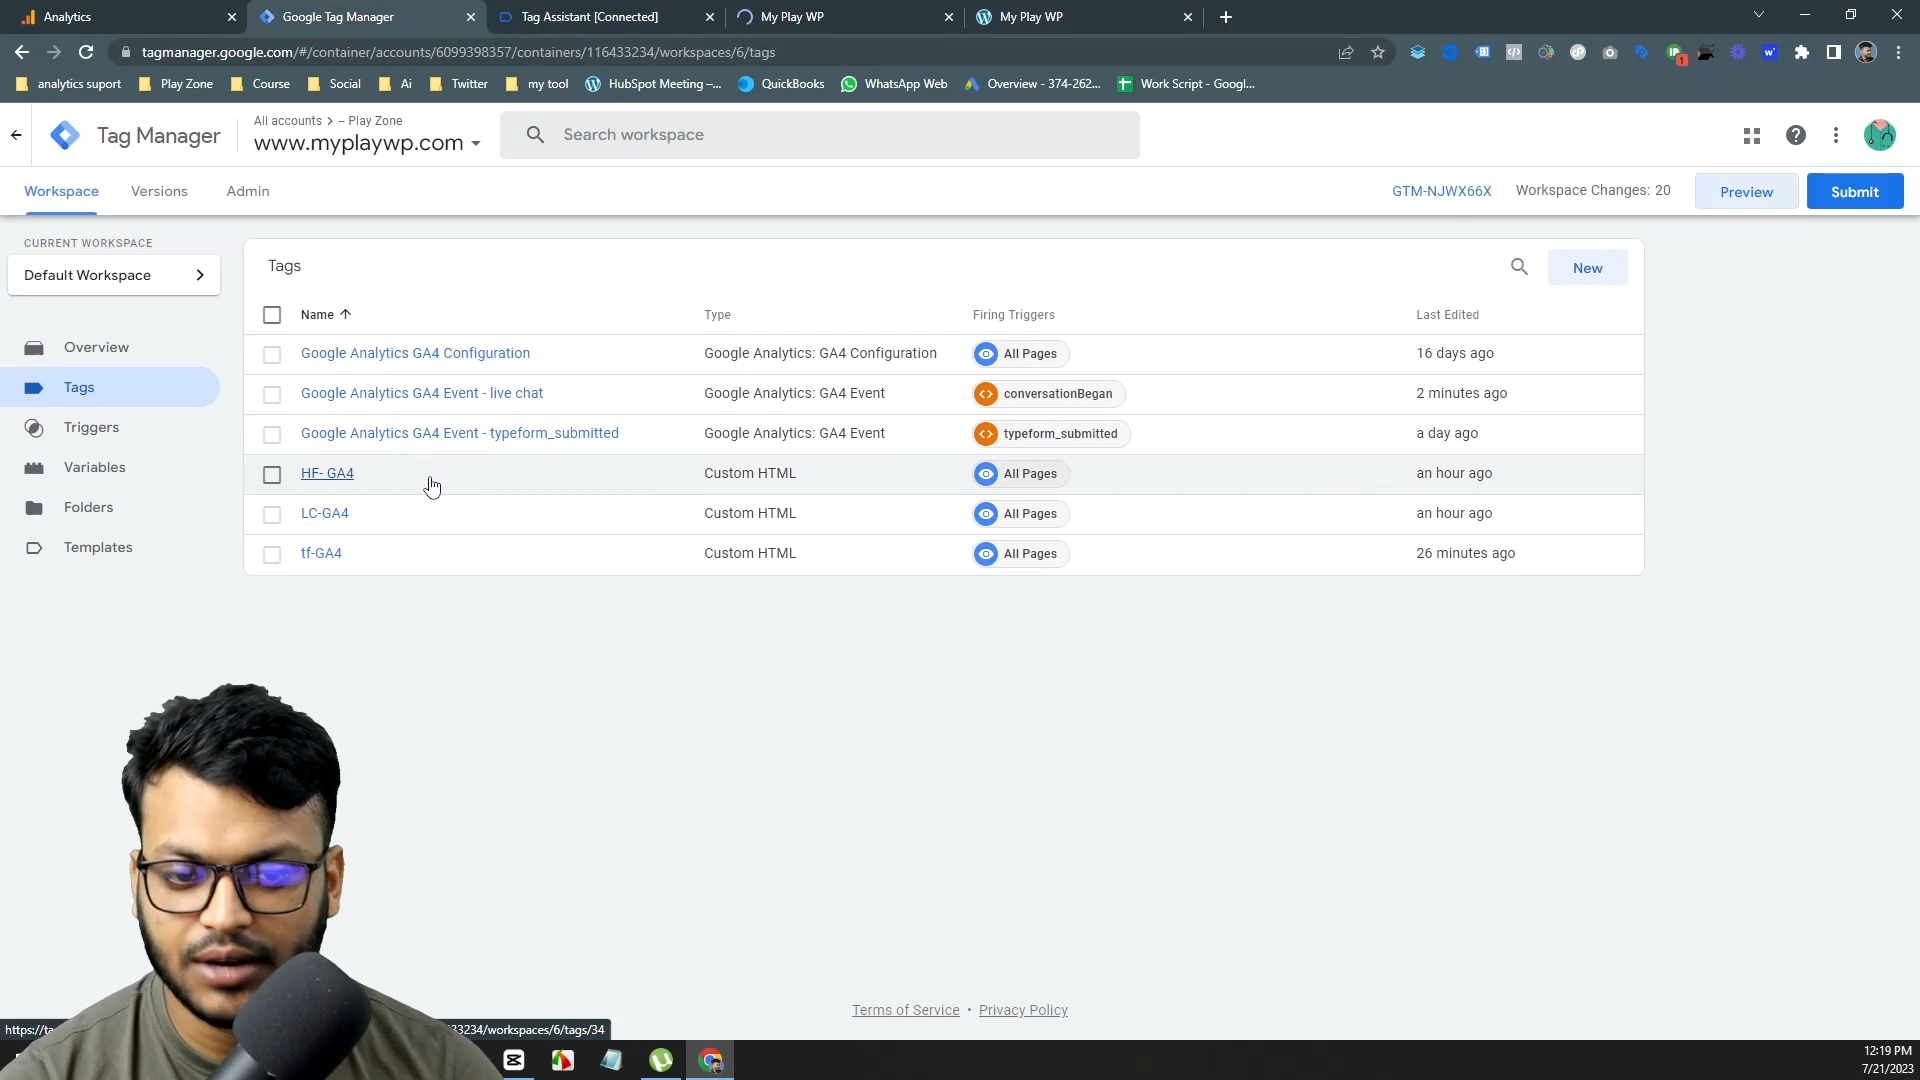 Analytics
Google Tag Manager
Tag Assistant [Connected]
My Play WP
My Play WP
tagmanager.google.com/#/container/accounts/6099398357/containers/116433234/workspaces/6/tags
1
analytics suport
Play Zone
Course
Social
Ai
Twitter
my tool
HubSpot Meeting –...
QuickBooks
WhatsApp Web
Overview - 374-262...
Work Script - Googl...
Tag Manager
All accounts > -- Play Zone
www.myplaywp.com
Search workspace
Workspace
Versions
Admin
GTM-NJWX66X
Workspace Changes: 20
Preview
Submit
CURRENT WORKSPACE
Default Workspace
Overview
Tags
Triggers
Variables
Folders
Templates
Tags
New
Name
Type
Firing Triggers
Last Edited
Google Analytics GA4 Configuration
Google Analytics: GA4 Configuration
All Pages
16 days ago
Google Analytics GA4 Event - live chat
Google Analytics: GA4 Event
conversationBegan
2 minutes ago
Google Analytics GA4 Event - typeform_submitted
Google Analytics: GA4 Event
typeform_submitted
a day ago
HF- GA4
Custom HTML
All Pages
an hour ago
LC-GA4
Custom HTML
All Pages
an hour ago
tf-GA4
Custom HTML
All Pages
26 minutes ago
Terms of Service • Privacy Policy
https://ta
33234/workspaces/6/tags/34
12:19 PM
7/21/2023